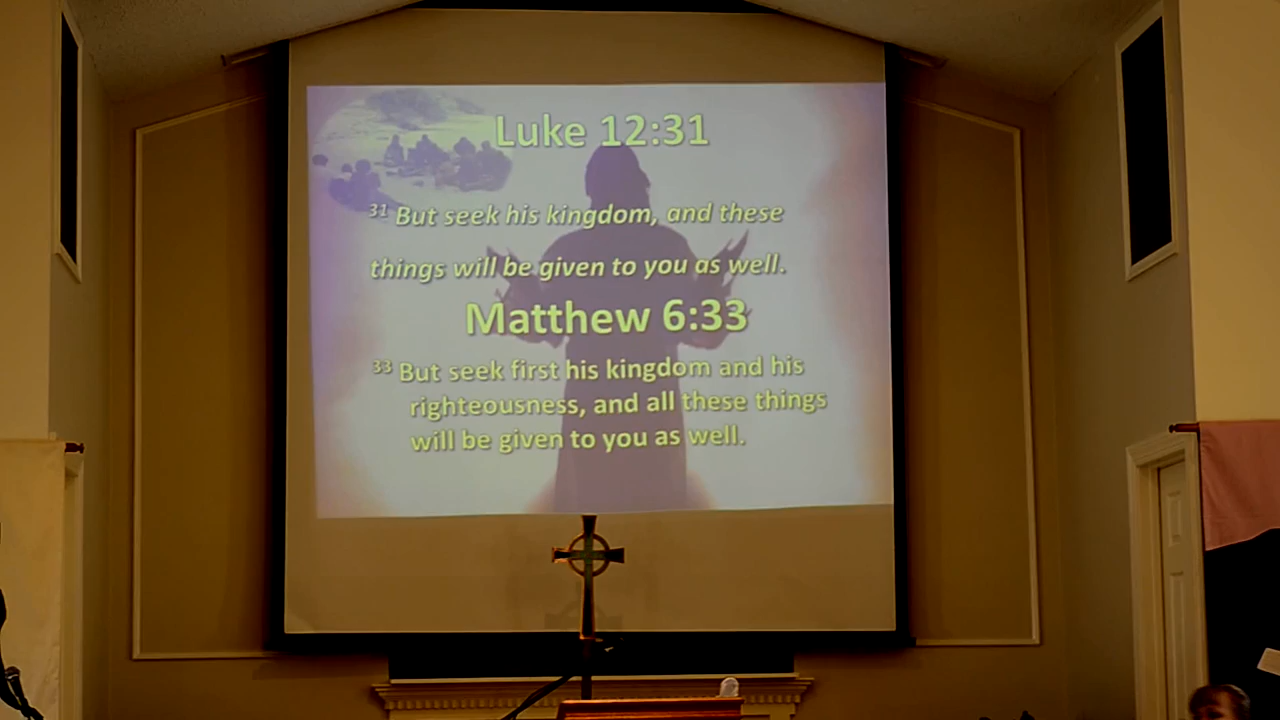 Luke 12:31
31 But seek his kingdom, and these
things will be given to you as well.
Matthew 6:33
33 But seek first his kingdom and his
righteousness, and all these things
will be given to you as well.